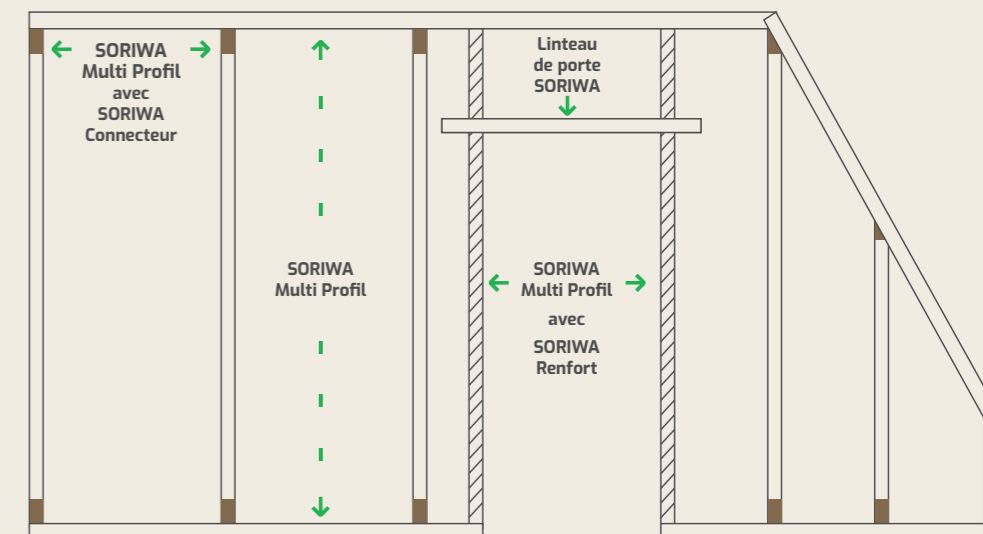 SORIWA
Multi Profil
avec
SORIWA
Connecteur
SORIWA
Multi Profil
Linteau
de porte
SORIWA
SORIWA
Multi Profil
avec
SORIWA
Renfort